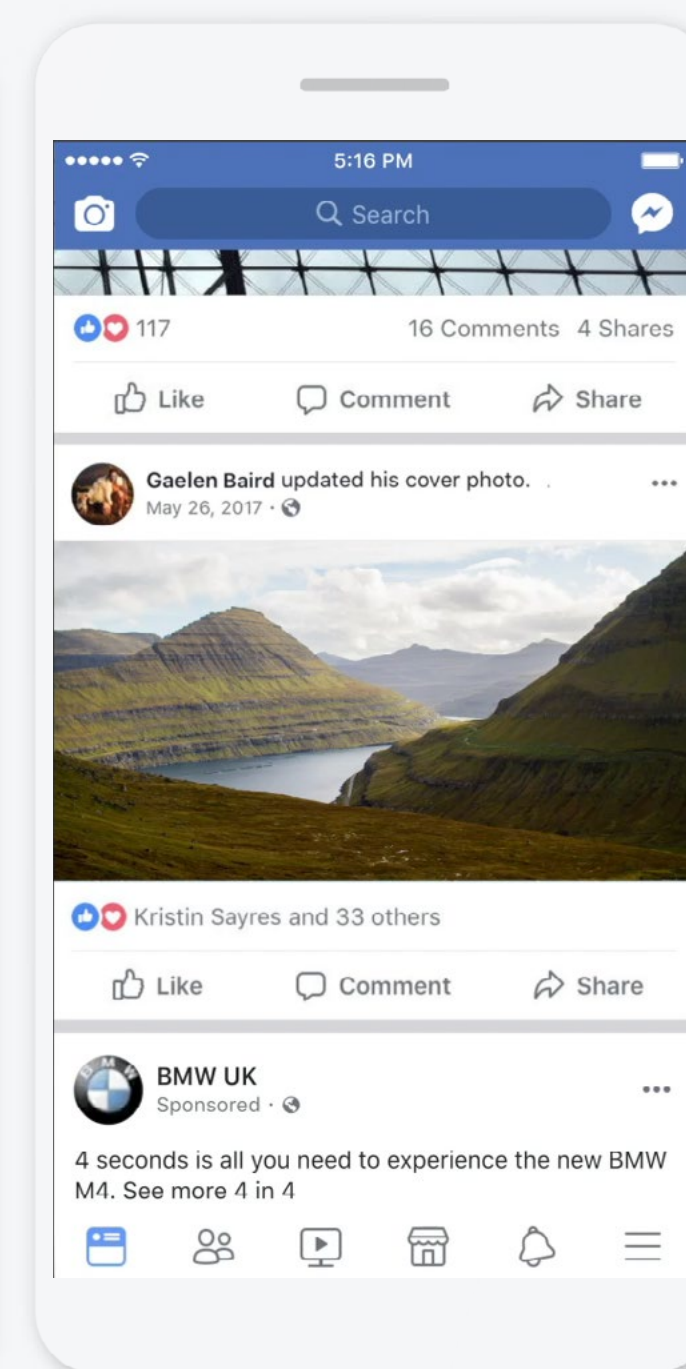 5:16 PM
Search
117 16 Comments 4 Shares
Like Comment Share
Gaelen Baird updated his cover photo.
May 26, 2017 ·
Kristin Sayres and 33 others
Like Comment Share
BMW
BMW UK
Sponsored ·
4 seconds is all you need to experience the new BMW
M4. See more 4 in 4